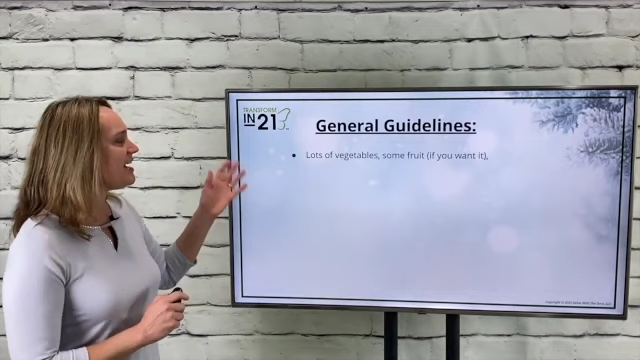 TRANSFORM
IN 21
General Guidelines:
• Lots of vegetables, some fruit (if you want it),